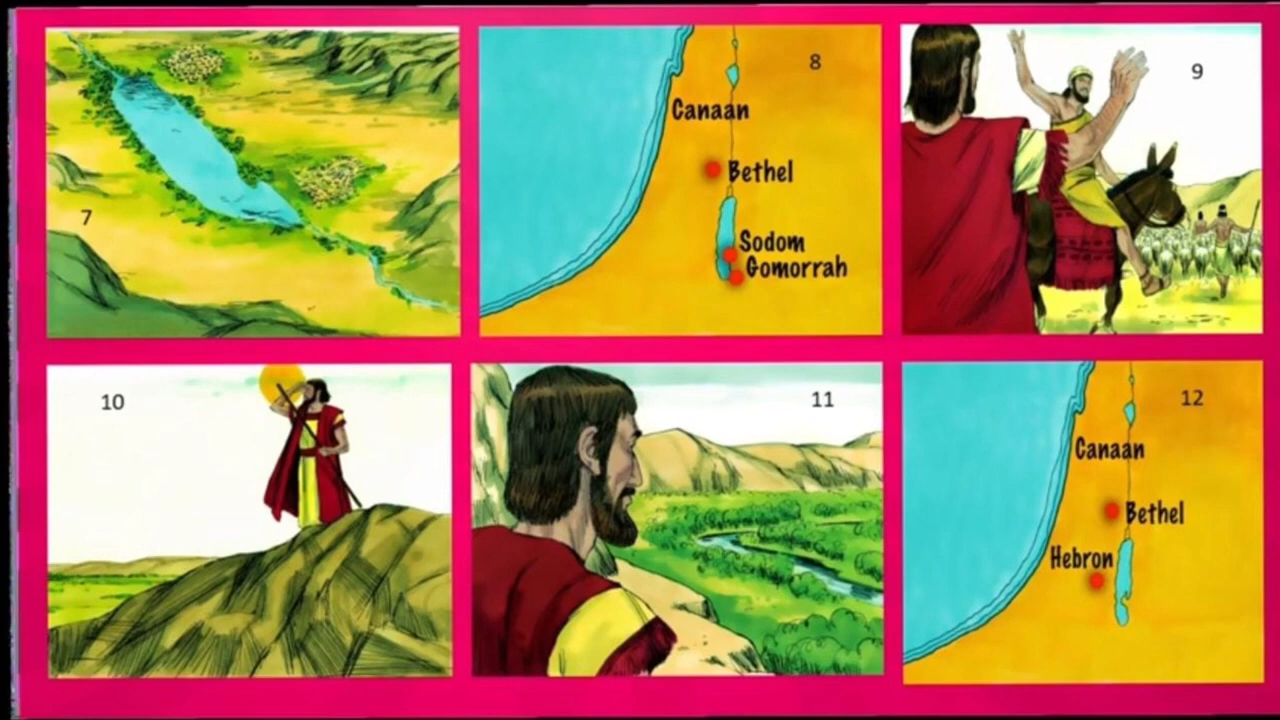 7
8
Canaan
Bethel
Sodom
Gomorrah
9
10
11
12
Canaan
Bethel
Hebron